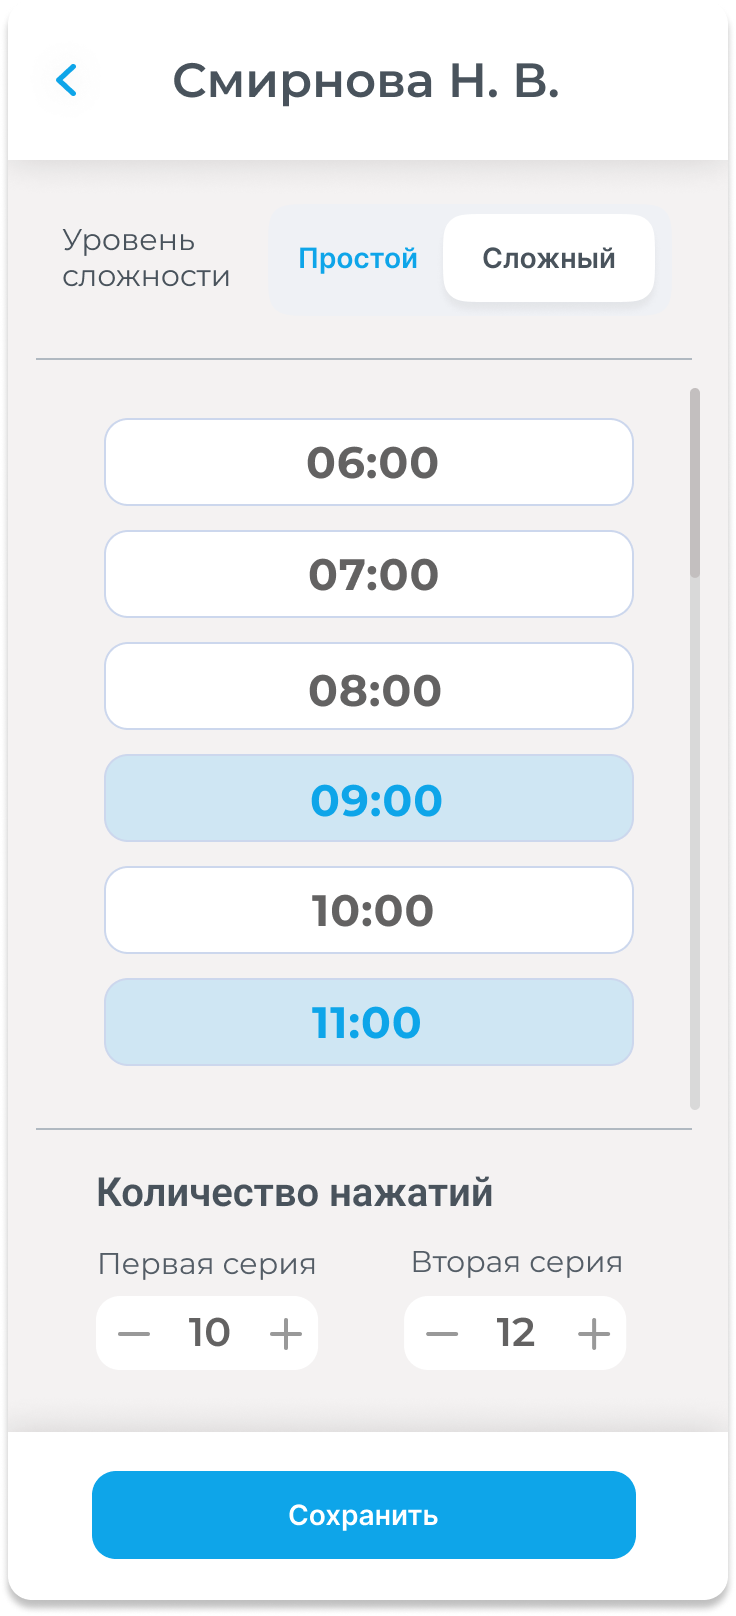 Смирнова Н. В.
Уровень
сложности
Простой
Сложный
06:00
07:00
08:00
09:00
10:00
11:00
Количество нажатий
Первая серия
Вторая серия
10
12
Сохранить